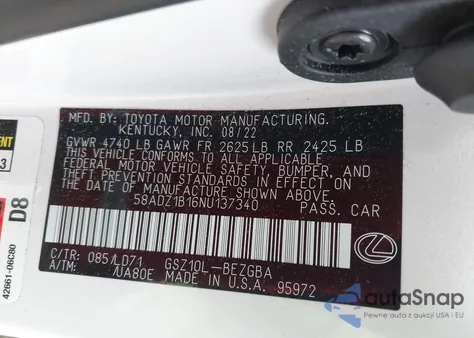 MFD. BY: TOYOTA MOTOR MANUFACTURING.
KENTUCKY, INC. 08/22
GVWR 4740 LB GAWR FR 2625 LB RR 2425 LB
THIS VEHICLE CONFORMS TO ALL APPLICABLE
FEDERAL MOTOR VEHICLE SAFETY, BUMPER, AND
THEFT PREVENTION STANDARDS IN EFFECT ON THE
DATE OF MANUFACTURE SHOWN ABOVE.
58ADZ1B16NU137340 PASS. CAR
C/TR: 085/LD71 GSZ10L-BEZGBA
A/TM: /UA80E MADE IN U.S.A. 95972
3
D8
42661-06C80
autoSnap
Pewne auta z USA i EU